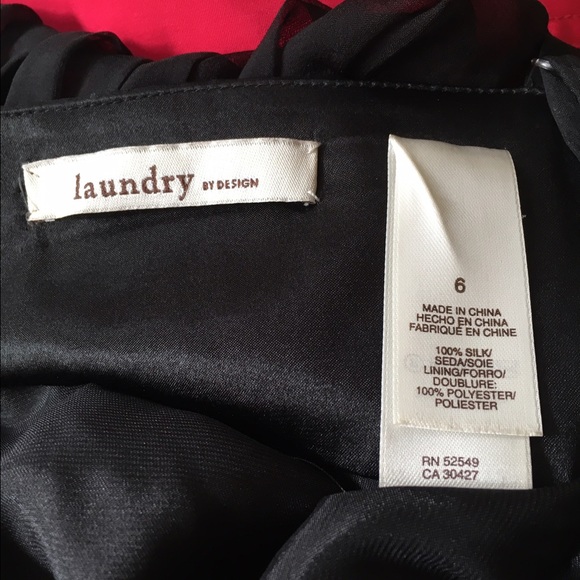 laundry BY DESIGN
6
MADE IN CHINA
HECHO EN CHINA
FABRIQUÉ EN CHINE
100% SILK/
SEDA/SOIE
LINING/FORRO/
DOUBLURE:
100% POLYESTER/
POLIESTER
RN 52549
CA 30427